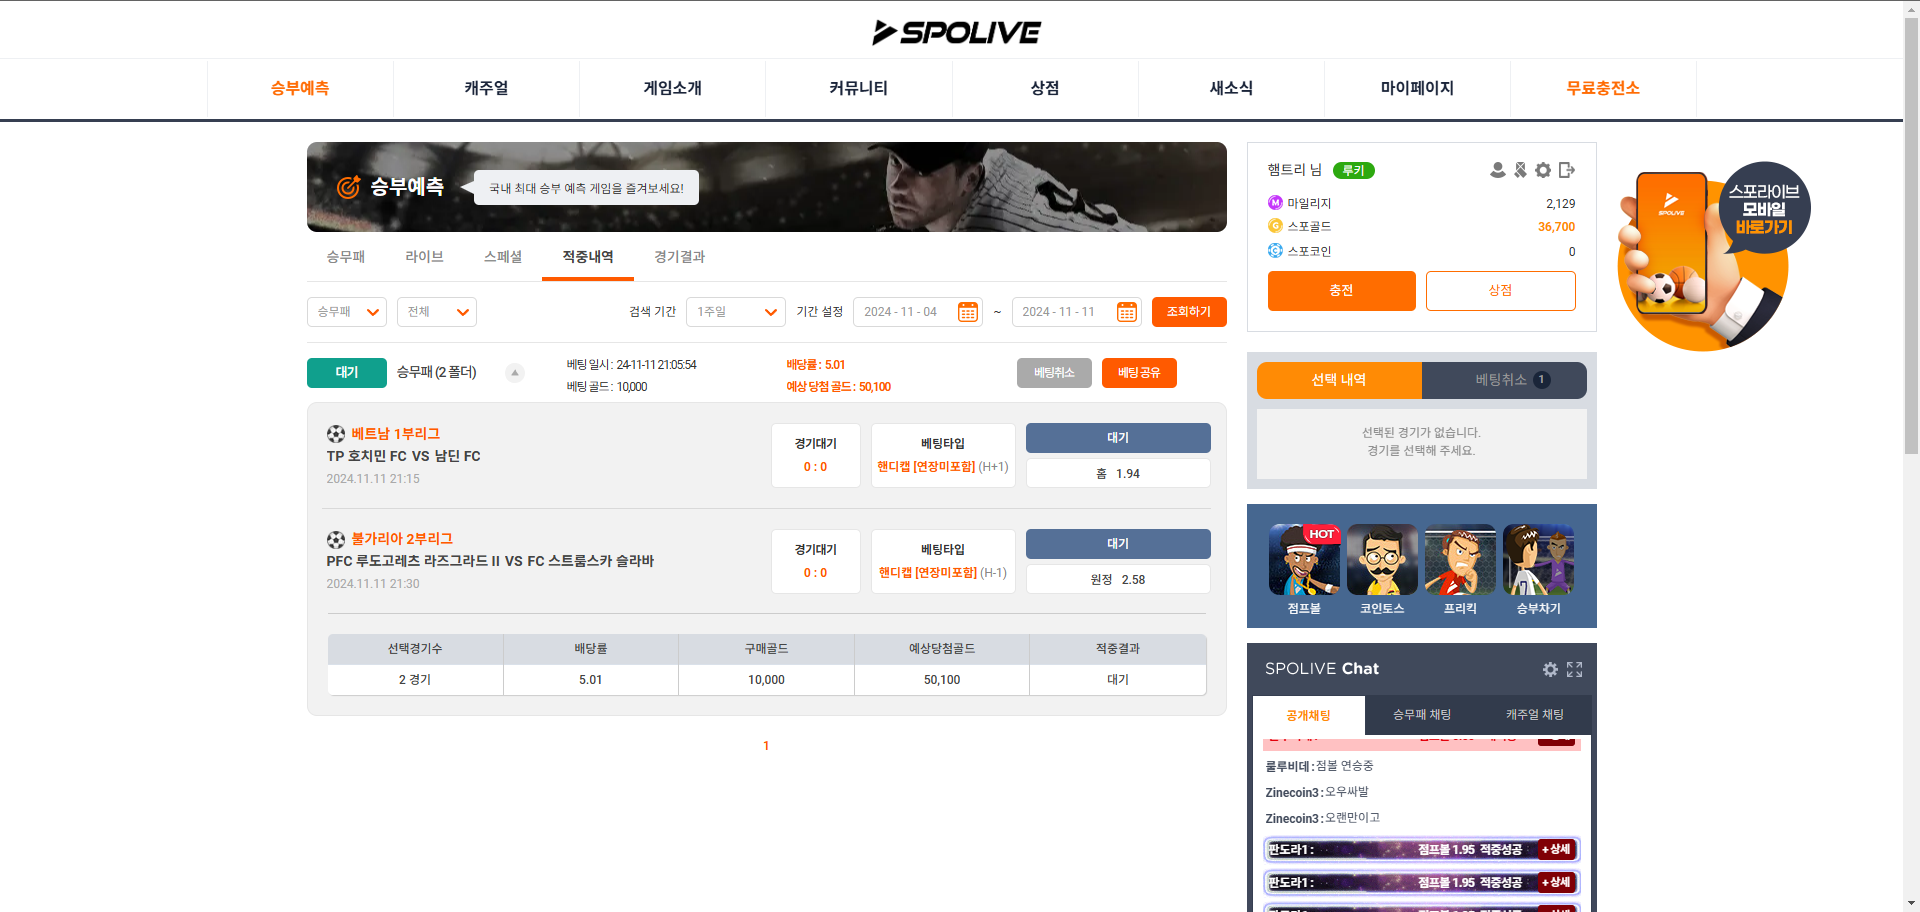 SPOLIVE
승부예측 캐주얼 게임소개 커뮤니티 상점 새소식 마이페이지 무료충전소
승부예측 국내 최대 승부 예측 게임을 즐겨보세요!
승무패 라이브 스페셜 적중내역 경기결과
승무패 전체 검색 기간 1주일 기간 설정 2024 - 11 - 04 ~ 2024 - 11 - 11 조회하기
대기 승무패 (2 폴더) 베팅 일시 : 24-11-11 21:05:54 배당률 : 5.01 베팅취소 베팅 공유
베팅 골드 : 10,000 예상 당첨 골드 : 50,100
베트남 1부리그
TP 호치민 FC VS 남딘 FC
2024.11.11 21:15
경기대기
0 : 0
베팅타입
핸디캡 [연장미포함] (H+1)
대기
홈 1.94
불가리아 2부리그
PFC 루도고레츠 라즈그라드 II VS FC 스트룸스카 슬라바
2024.11.11 21:30
경기대기
0 : 0
베팅타입
핸디캡 [연장미포함] (H-1)
대기
원정 2.58
선택경기수 배당률 구매골드 예상당첨골드 적중결과
2 경기 5.01 10,000 50,100 대기
1
햄트리 님 루키
M 마일리지 2,129
G 스포골드 36,700
C 스포코인 0
충전 상점
선택 내역 베팅취소 1
선택된 경기가 없습니다.
경기를 선택해 주세요.
HOT
점프볼 코인토스 프리킥 승부차기
SPOLIVE Chat
공개채팅 승무패 채팅 캐주얼 채팅
룰루비데 : 점볼 연승중
Zinecoin3 : 오우싸발
Zinecoin3 : 오랜만이고
판도라1 : 점프볼 1.95 적중성공 +상세
판도라1 : 점프볼 1.95 적중성공 +상세
SPOLIVE
스포라이브
모바일
바로가기